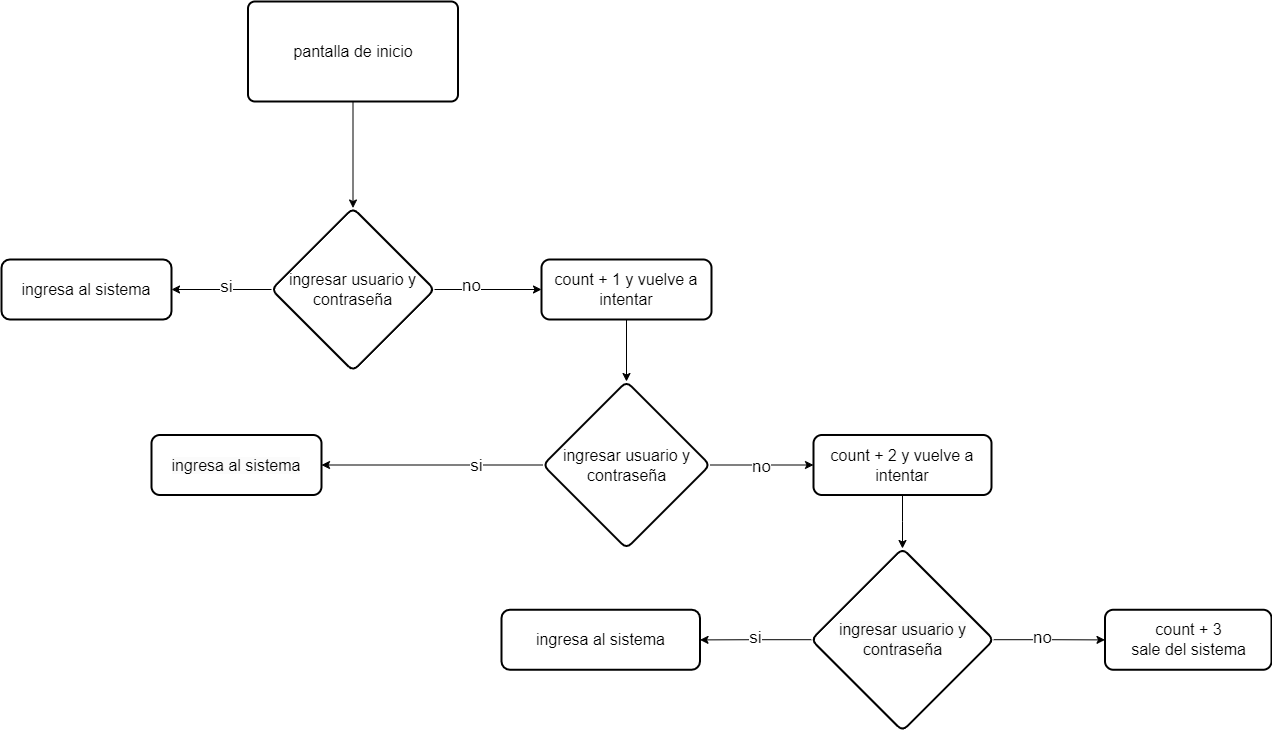 pantalla de inicio
ingresa al sistema
si
ingresar usuario y
contraseña
no
count + 1 y vuelve a
intentar
ingresa al sistema
si
ingresar usuario y
contraseña
no
count + 2 y vuelve a
intentar
ingresa al sistema
si
ingresar usuario y
contraseña
no
count + 3
sale del sistema